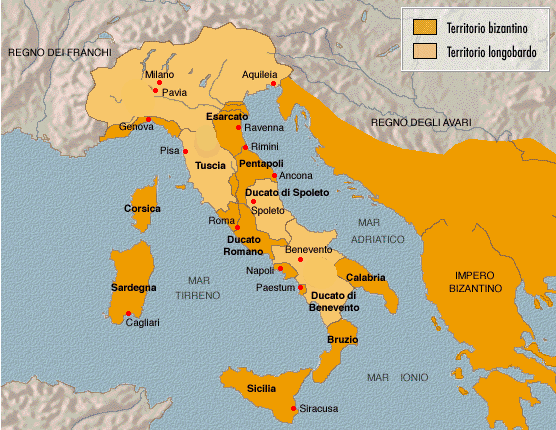 Territorio bizantino
Territorio longobardo
REGNO DEI FRANCHI
Milano
Pavia
Aquileia
REGNO DEGLI AVARI
Genova
Esarcato
Ravenna
Rimini
Pisa
Tuscia
Pentapoli
Ancona
Ducato di Spoleto
Spoleto
Corsica
Roma
MAR
ADRIATICO
Ducato
Romano
Benevento
Napoli
Calabria
IMPERO
BIZANTINO
MAR
TIRRENO
Sardegna
Paestum
Ducato di
Benevento
Cagliari
Bruzio
MAR IONIO
Sicilia
Siracusa